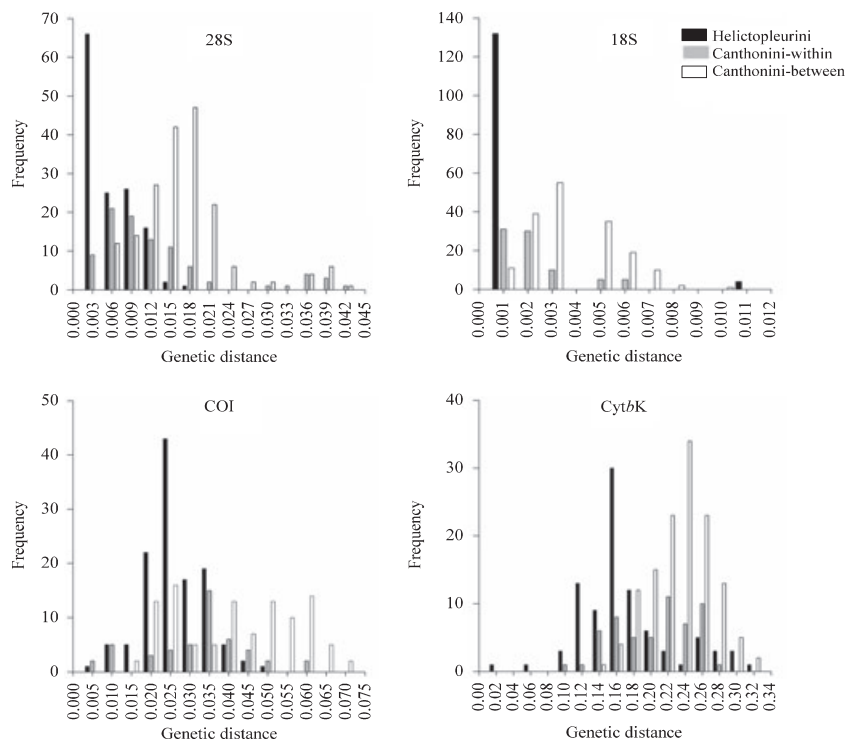 28S
70
60
50
40
30
20
10
0
Frequency
0.000 0.003 0.006 0.009 0.012 0.015 0.018 0.021 0.024 0.027 0.030 0.033 0.036 0.039 0.042 0.045
Genetic distance
18S
140
120
100
80
60
40
20
0
Frequency
0.000 0.001 0.002 0.003 0.004 0.005 0.006 0.007 0.008 0.009 0.010 0.011 0.012
Genetic distance
Helictopleurini
Canthonini-within
Canthonini-between
COI
50
40
30
20
10
0
Frequency
0.000 0.005 0.010 0.015 0.020 0.025 0.030 0.035 0.040 0.045 0.050 0.055 0.060 0.065 0.070 0.075
Genetic distance
CytbK
40
30
20
10
0
Frequency
0.00 0.02 0.04 0.06 0.08 0.10 0.12 0.14 0.16 0.18 0.20 0.22 0.24 0.26 0.28 0.30 0.32 0.34
Genetic distance